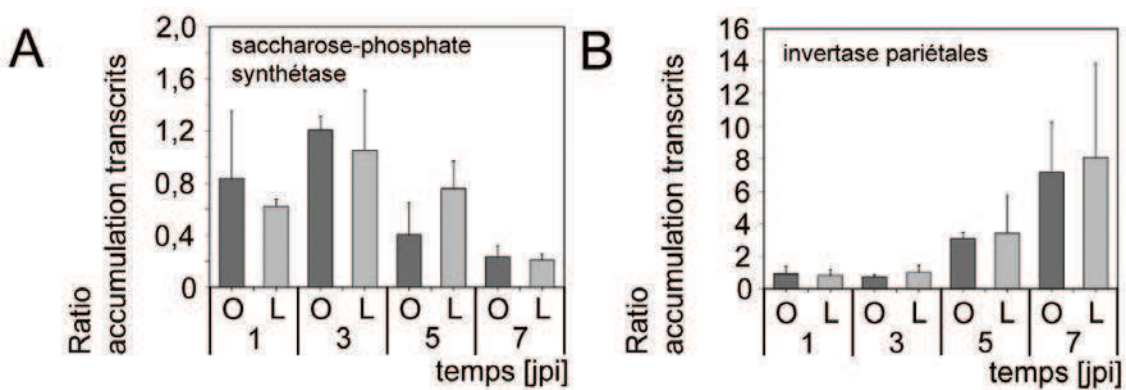 A
Ratio
accumulation transcrits
2,0
1,6
1,2
0,8
0,4
0
saccharose-phosphate
synthétase
O L O L O L O L
1 3 5 7
temps [jpi]
B
Ratio
accumulation transcrits
16
14
12
10
8
6
4
2
0
invertase pariétales
O L O L O L O L
1 3 5 7
temps [jpi]